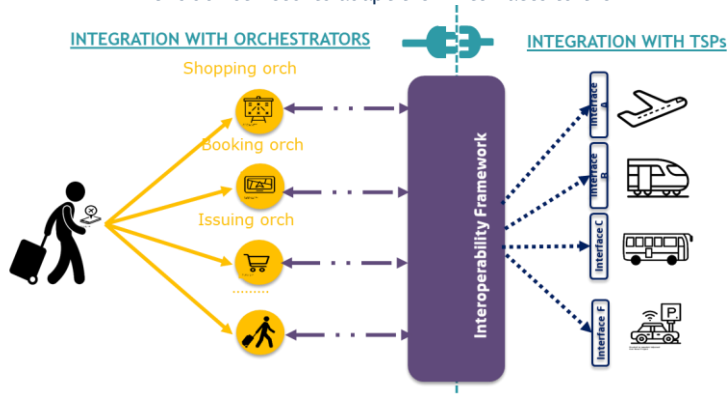 INTEGRATION WITH ORCHESTRATORS
INTEGRATION WITH TSPs
Shopping orch
Booking orch
Issuing orch
..........
Interoperability Framework
Interface
Interface
Interface C
Interface F
P